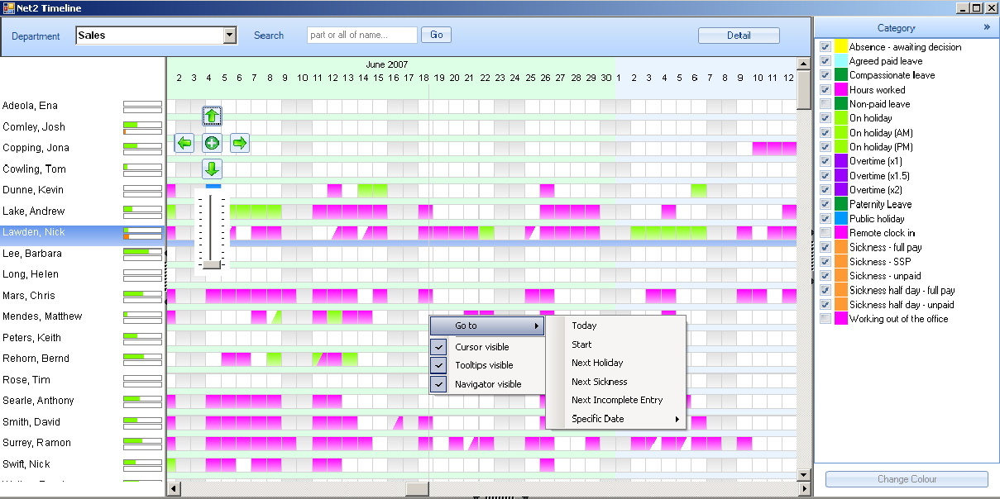 Net2 Timeline
Department
Sales
Search
part or all of name...
Go
Detail
Category
»
June 2007
2 3 4 5 6 7 8 9 10 11 12 13 14 15 16 17 18 19 20 21 22 23 24 25 26 27 28 29 30 1 2 3 4 5 6 7 8 9 10 11 12
Adeola, Ena
Comley, Josh
Copping, Jona
Cowling, Tom
Dunne, Kevin
Lake, Andrew
Lawden, Nick
Lee, Barbara
Long, Helen
Mars, Chris
Mendes, Matthew
Peters, Keith
Rehorn, Bernd
Rose, Tim
Searle, Anthony
Smith, David
Surrey, Ramon
Swift, Nick
Go to
Cursor visible
Tooltips visible
Navigator visible
Today
Start
Next Holiday
Next Sickness
Next Incomplete Entry
Specific Date
Absence - awaiting decision
Agreed paid leave
Compassionate leave
Hours worked
Non-paid leave
On holiday
On holiday (AM)
On holiday (PM)
Overtime (x1)
Overtime (x1.5)
Overtime (x2)
Paternity Leave
Public holiday
Remote clock in
Sickness - full pay
Sickness - SSP
Sickness - unpaid
Sickness half day - full pay
Sickness half day - unpaid
Working out of the office
Change Colour